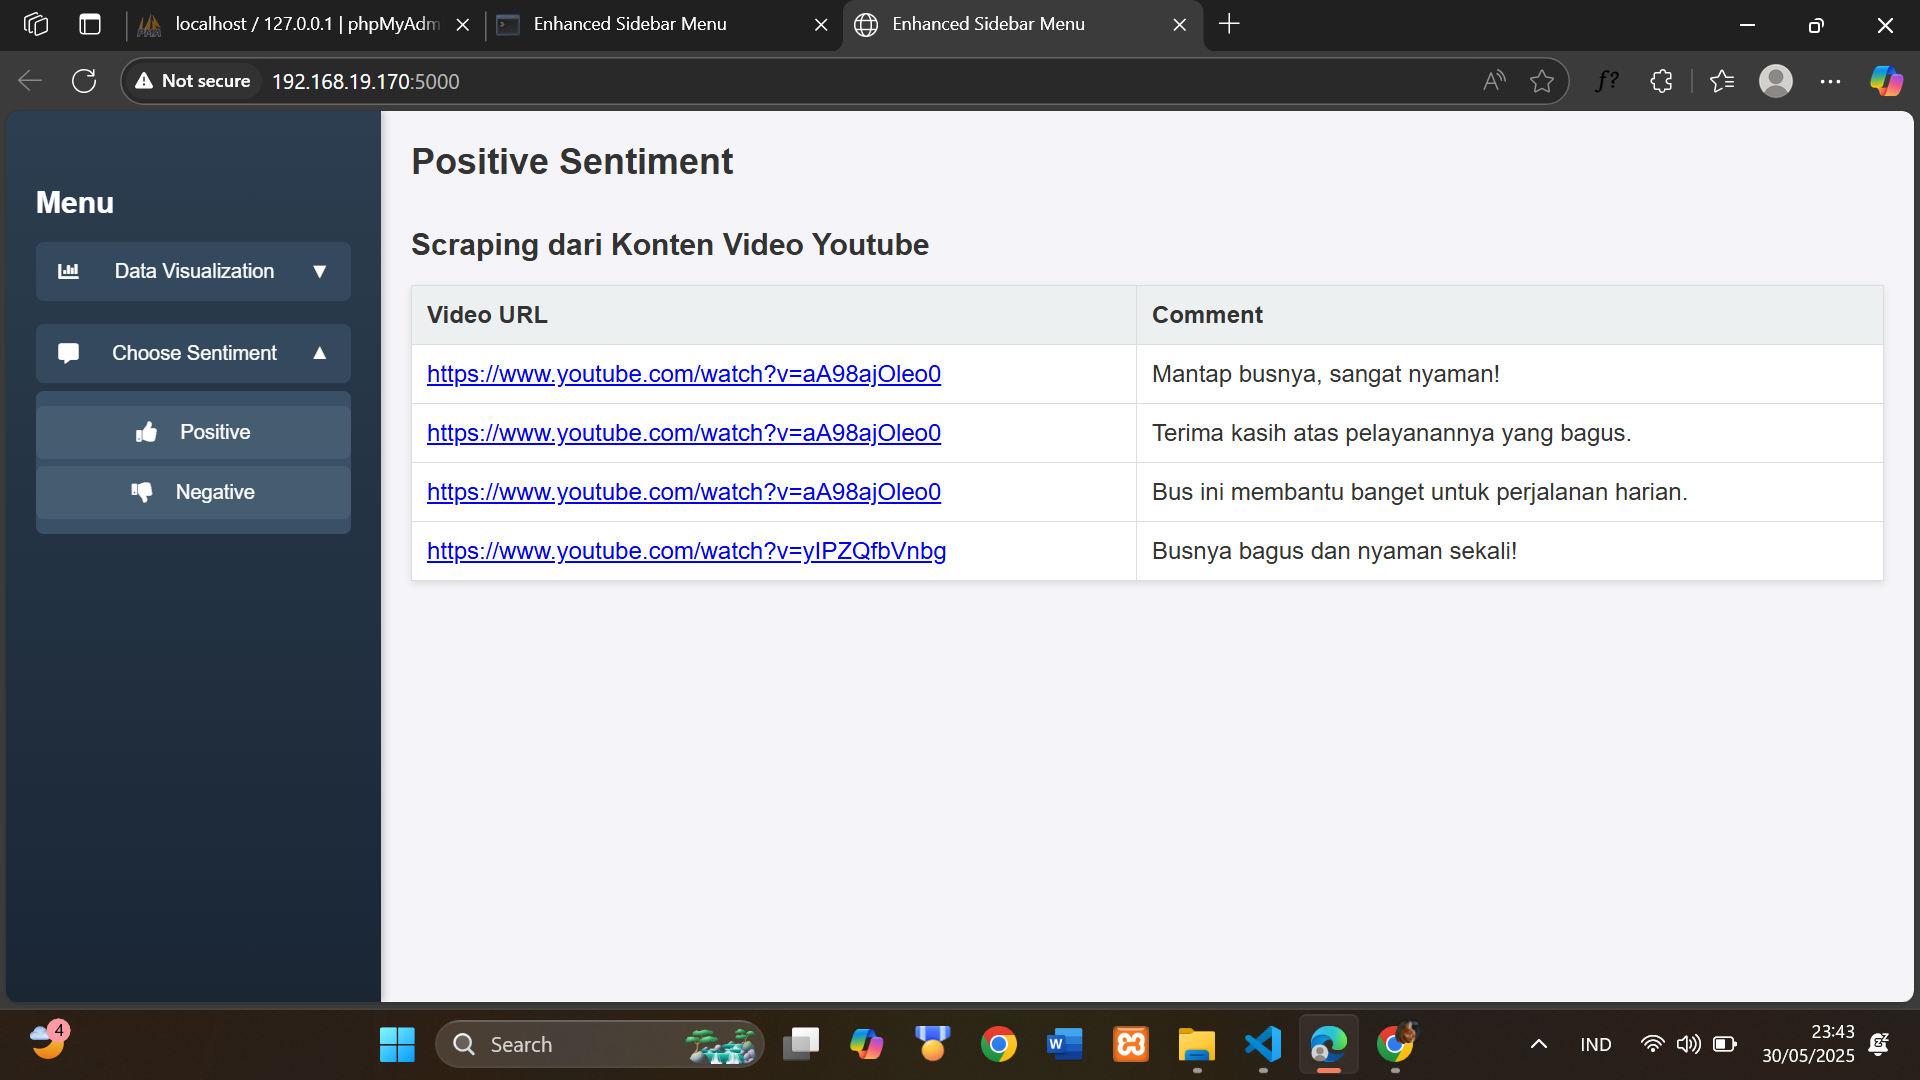 localhost / 127.0.0.1 | phpMyAdm
Enhanced Sidebar Menu
Enhanced Sidebar Menu
Not secure
192.168.19.170:5000
Menu
Data Visualization ▼
Choose Sentiment ▲
Positive
Negative
Positive Sentiment
Scraping dari Konten Video Youtube
Video URL Comment
https://www.youtube.com/watch?v=aA98ajOleo0 Mantap busnya, sangat nyaman!
https://www.youtube.com/watch?v=aA98ajOleo0 Terima kasih atas pelayanannya yang bagus.
https://www.youtube.com/watch?v=aA98ajOleo0 Bus ini membantu banget untuk perjalanan harian.
https://www.youtube.com/watch?v=yIPZQfbVnbg Busnya bagus dan nyaman sekali!
4
Search
IND
23:43
30/05/2025